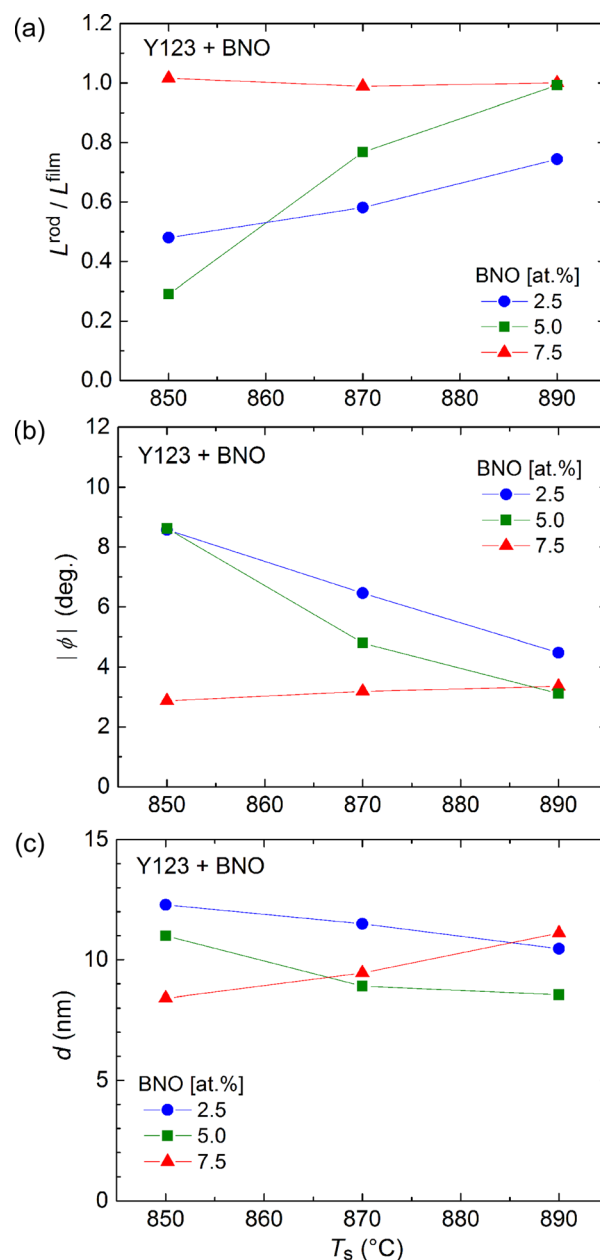 (a)
Y123 + BNO
1.2
1.0
0.8
0.6
0.4
0.2
0.0
L^rod / L^film
BNO [at.%]
2.5
5.0
7.5
850 860 870 880 890
(b)
Y123 + BNO
12
10
8
6
4
2
0
| ϕ | (deg.)
BNO [at.%]
2.5
5.0
7.5
850 860 870 880 890
(c)
Y123 + BNO
15
10
5
0
d (nm)
BNO [at.%]
2.5
5.0
7.5
850 860 870 880 890
T_s (°C)